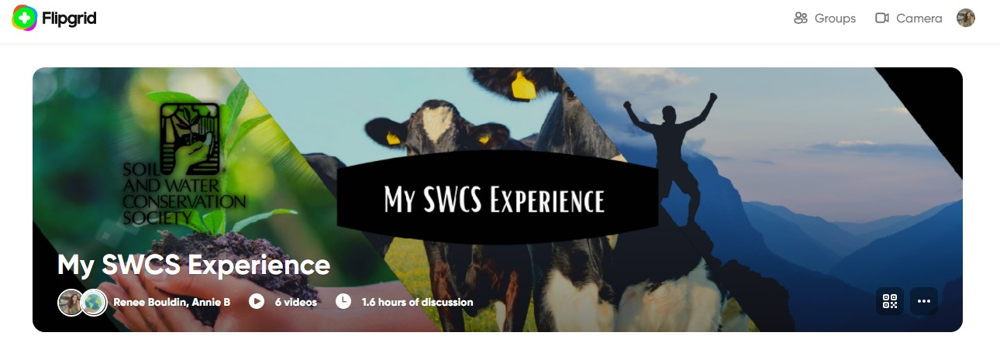 Flipgrid
Groups
Camera
SOIL
AND WATER
CONSERVATION
SOCIETY
My SWCS Experience
My SWCS Experience
Renee Bouldin, Annie B
6 videos
1.6 hours of discussion